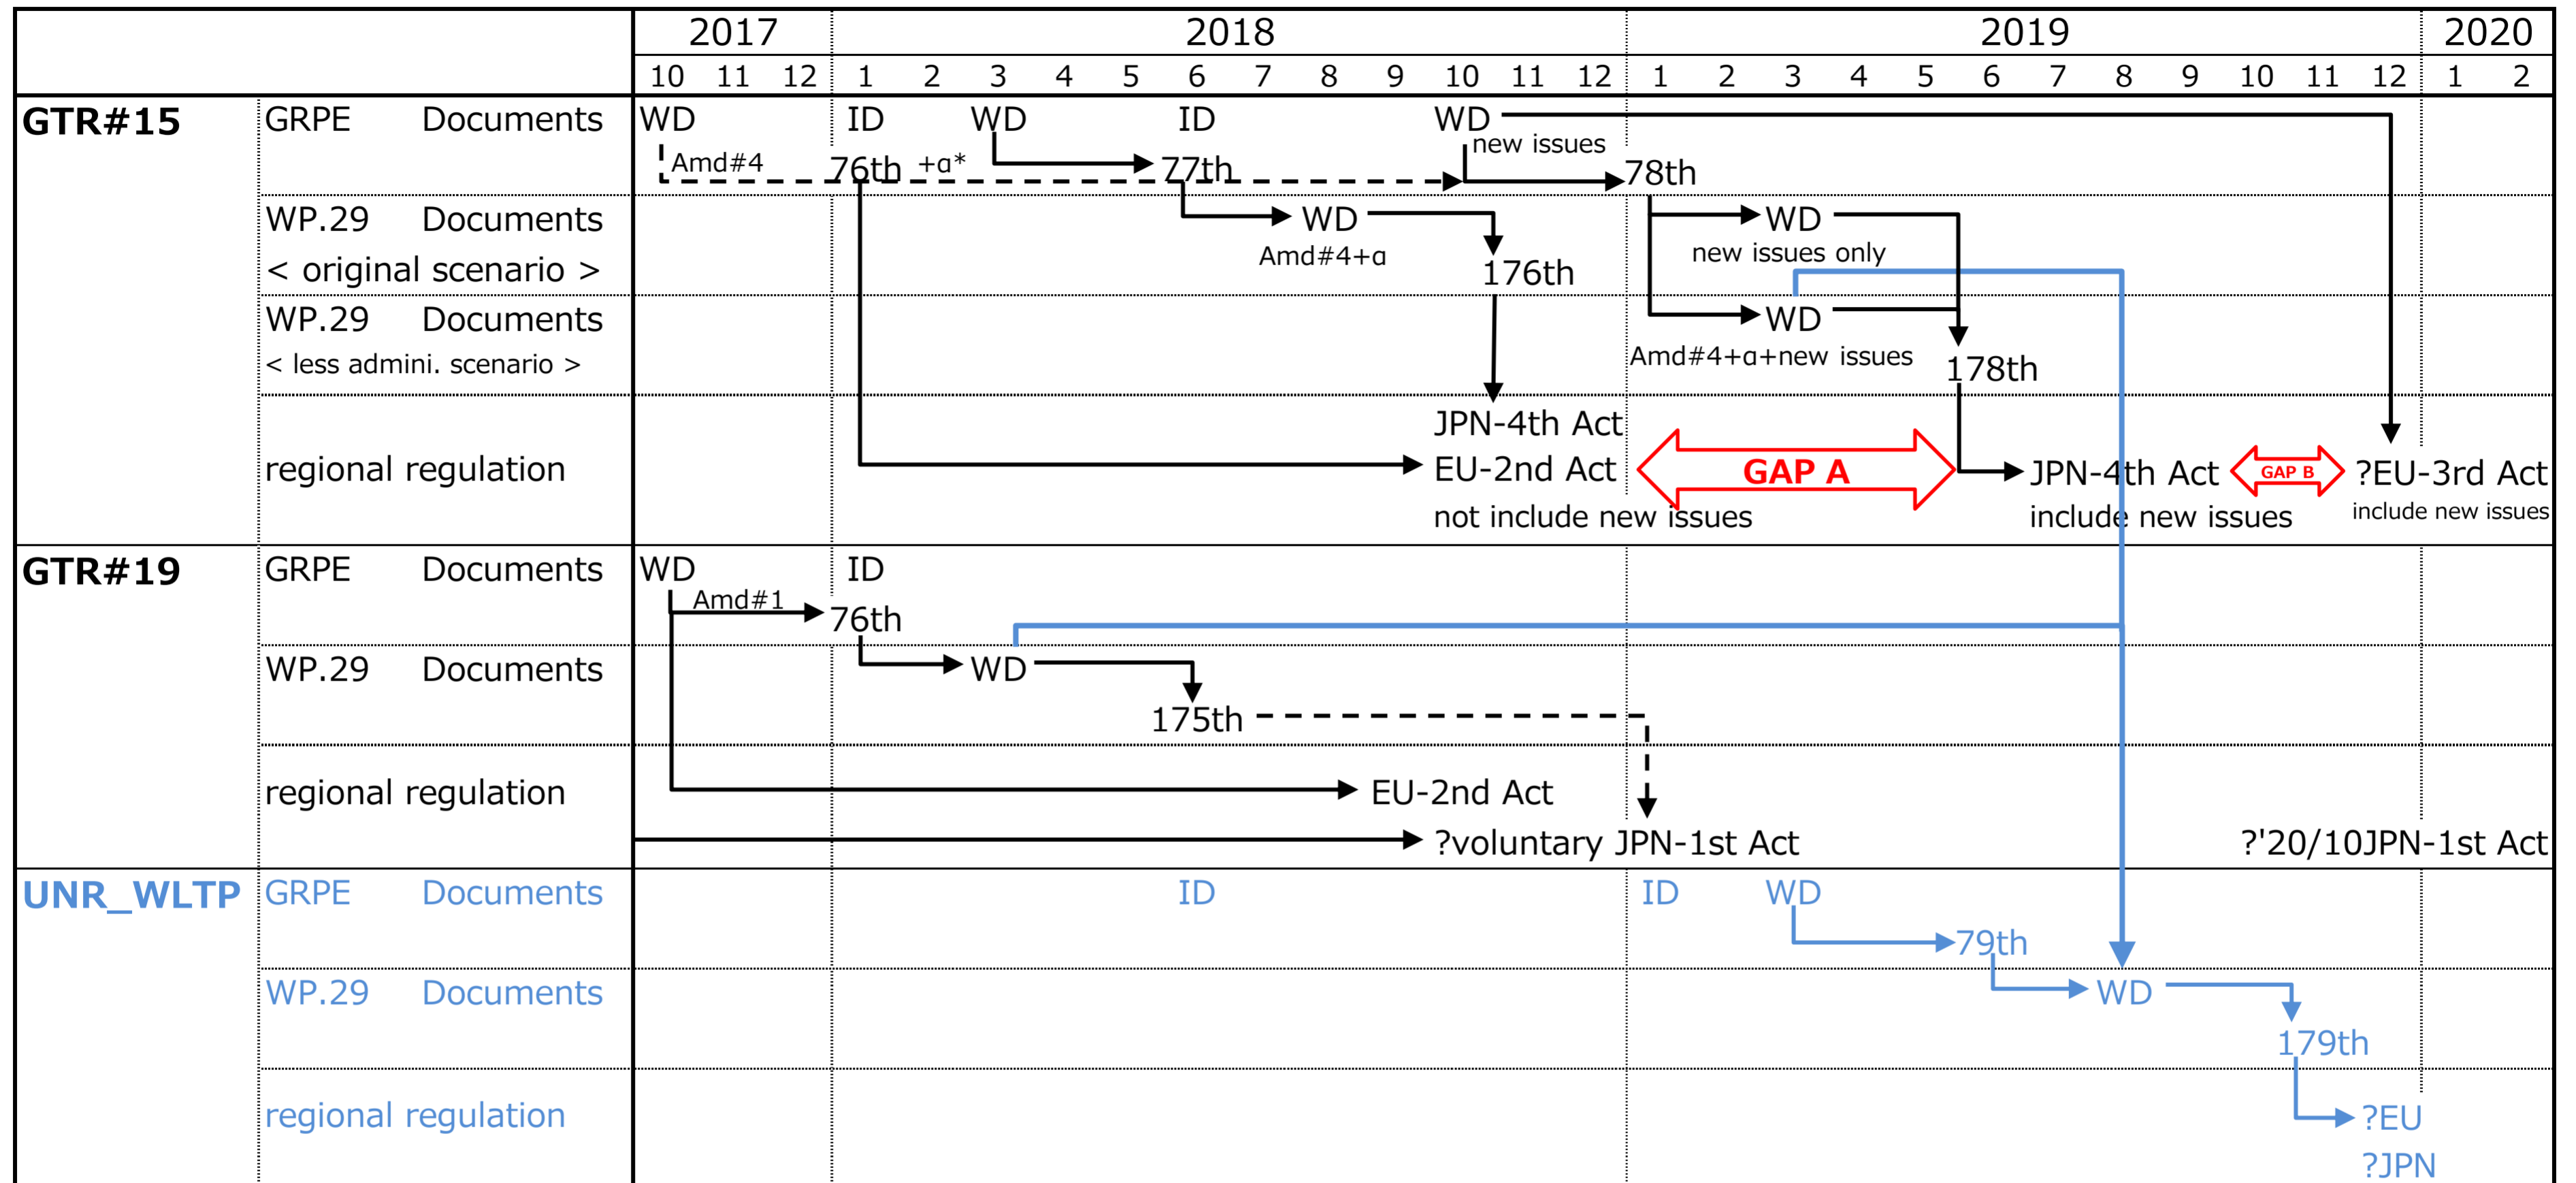 2017 2018 2019 2020
10 11 12 1 2 3 4 5 6 7 8 9 10 11 12 1 2 3 4 5 6 7 8 9 10 11 12 1 2
GTR#15 GRPE Documents WD ID WD ID WD
new issues
Amd#4 76th +α* 77th 78th
WP.29 Documents WD WD
< original scenario > Amd#4+α new issues only
176th
WP.29 Documents WD
< less admini. scenario > Amd#4+α+new issues 178th
JPN-4th Act
regional regulation EU-2nd Act GAP A JPN-4th Act GAP B ?EU-3rd Act
not include new issues include new issues include new issues
GTR#19 GRPE Documents WD ID
Amd#1 76th
WP.29 Documents WD
175th
regional regulation EU-2nd Act
?voluntary JPN-1st Act ?'20/10JPN-1st Act
UNR_WLTP GRPE Documents ID ID WD
79th
WP.29 Documents WD
179th
regional regulation ?EU
?JPN